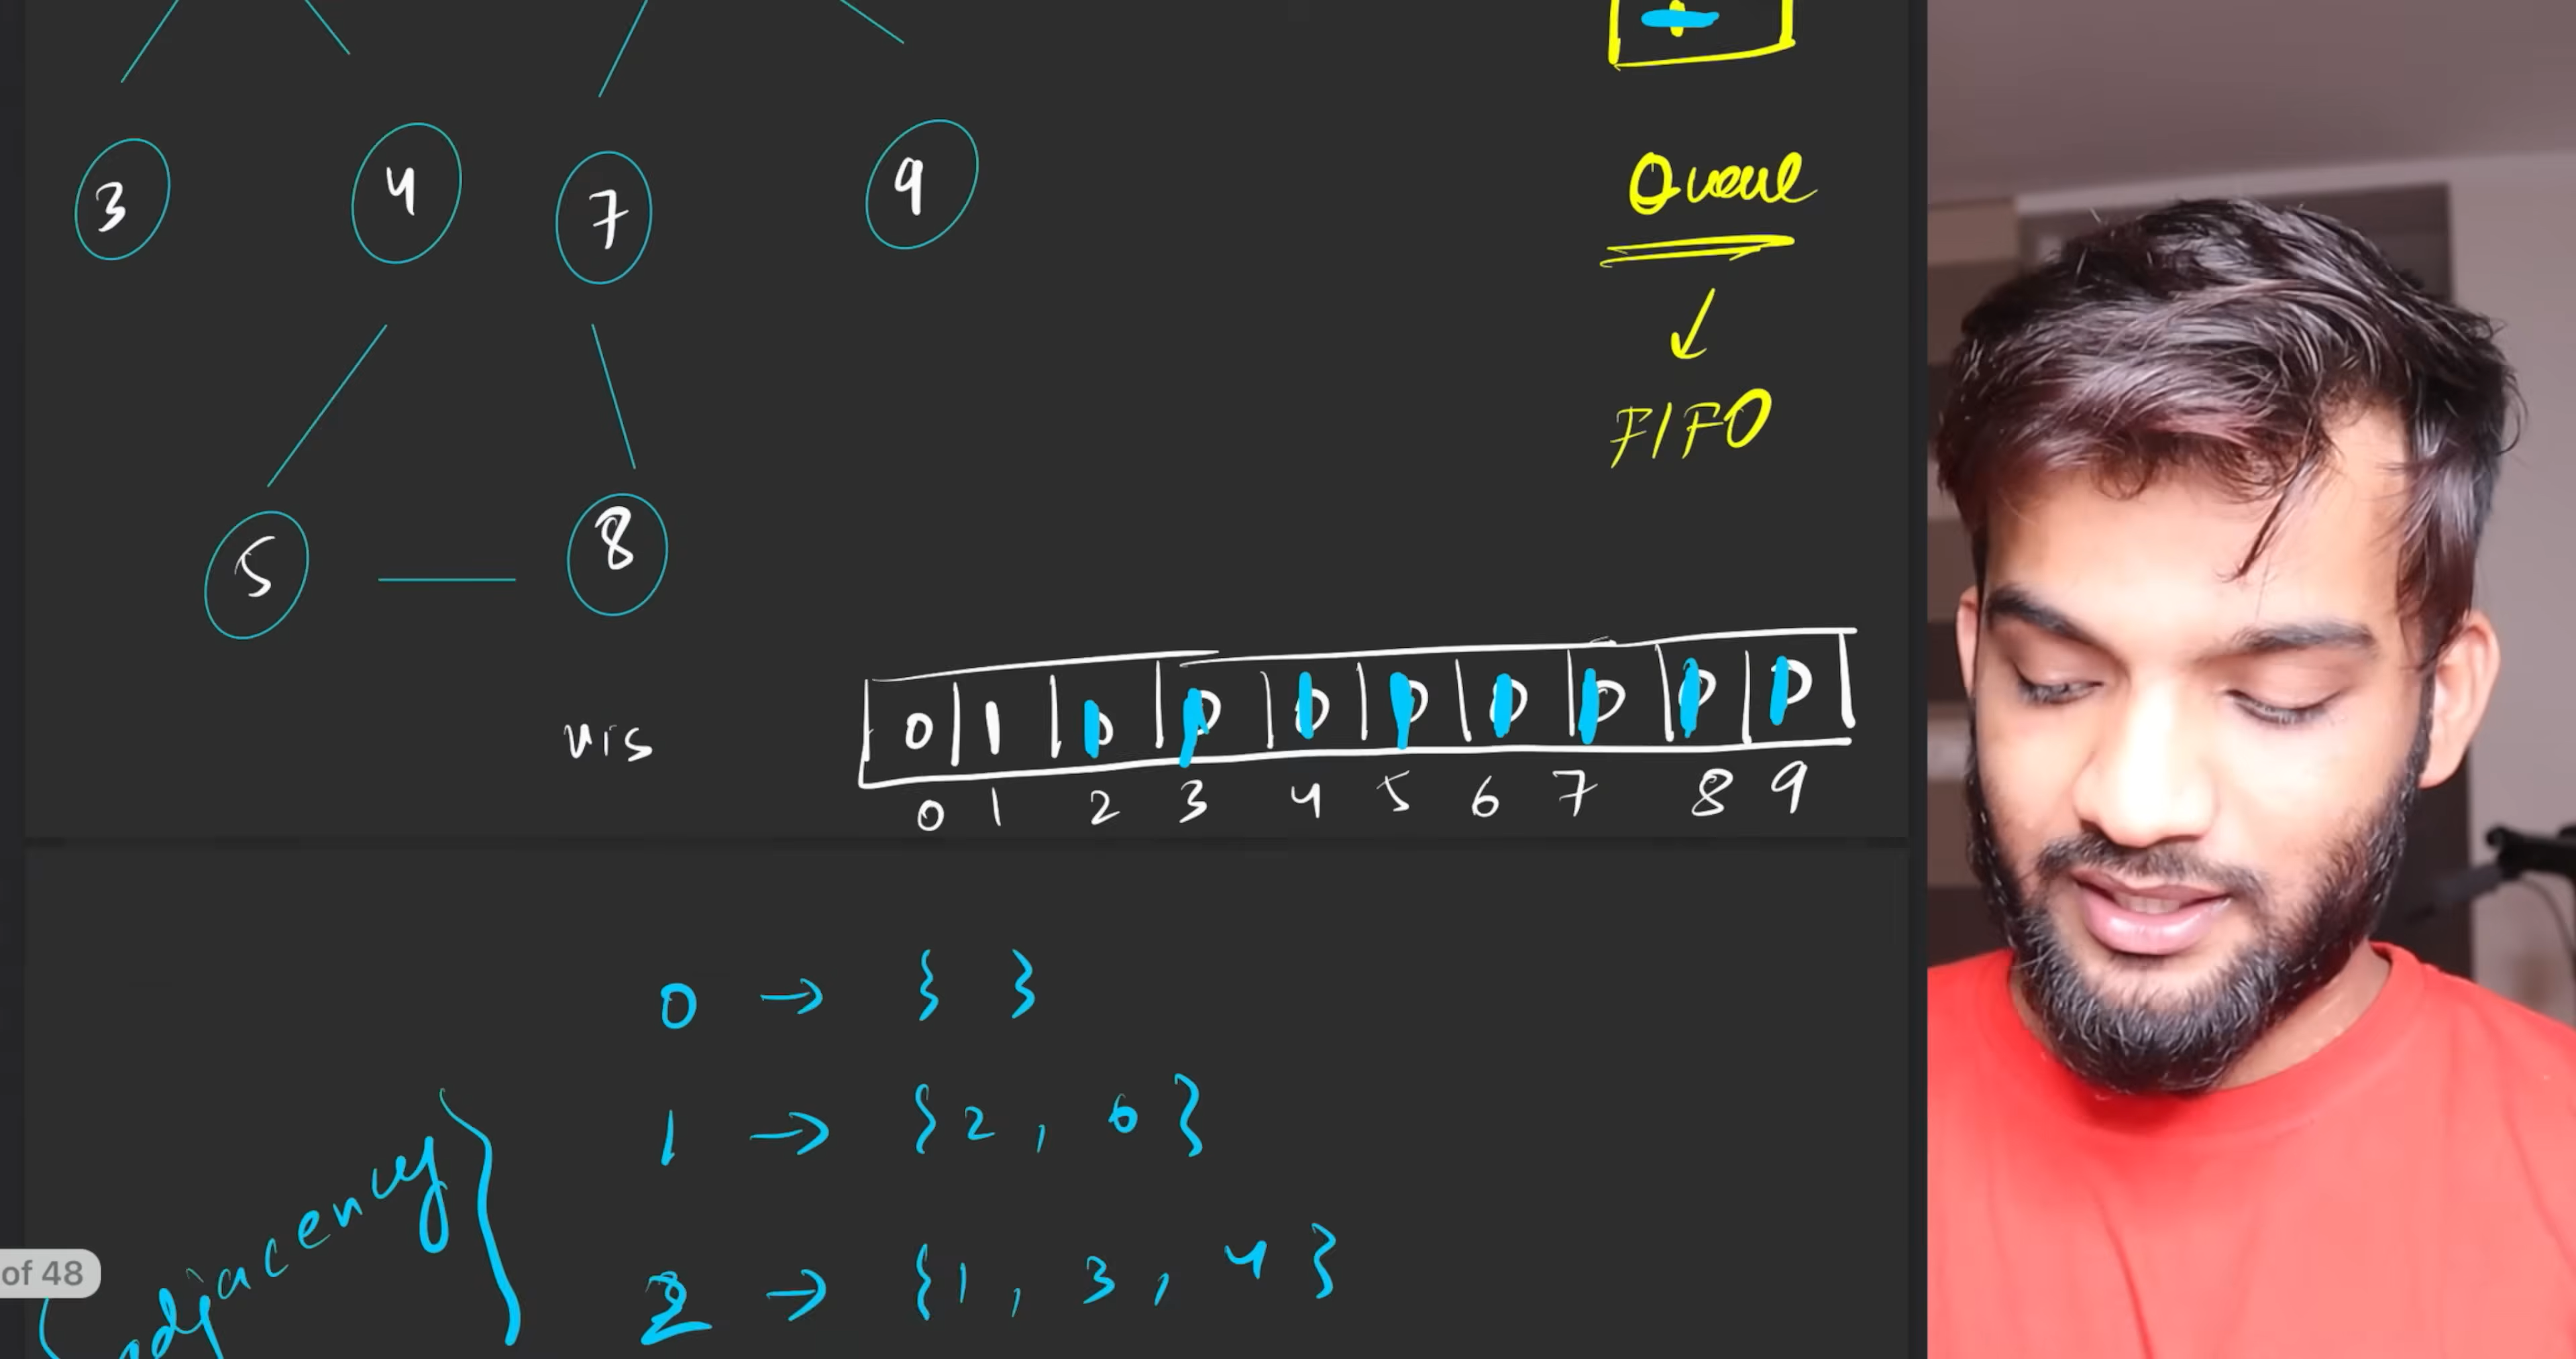 3 4 7 9
Queue
FIFO
5 8
vis
0 1 0 0 0 0 0 0 0 0
0 1 2 3 4 5 6 7 8 9
0 → { }
1 → { 2 , 6 }
2 → { 1 , 3 , 4 }
adjacency
of 48